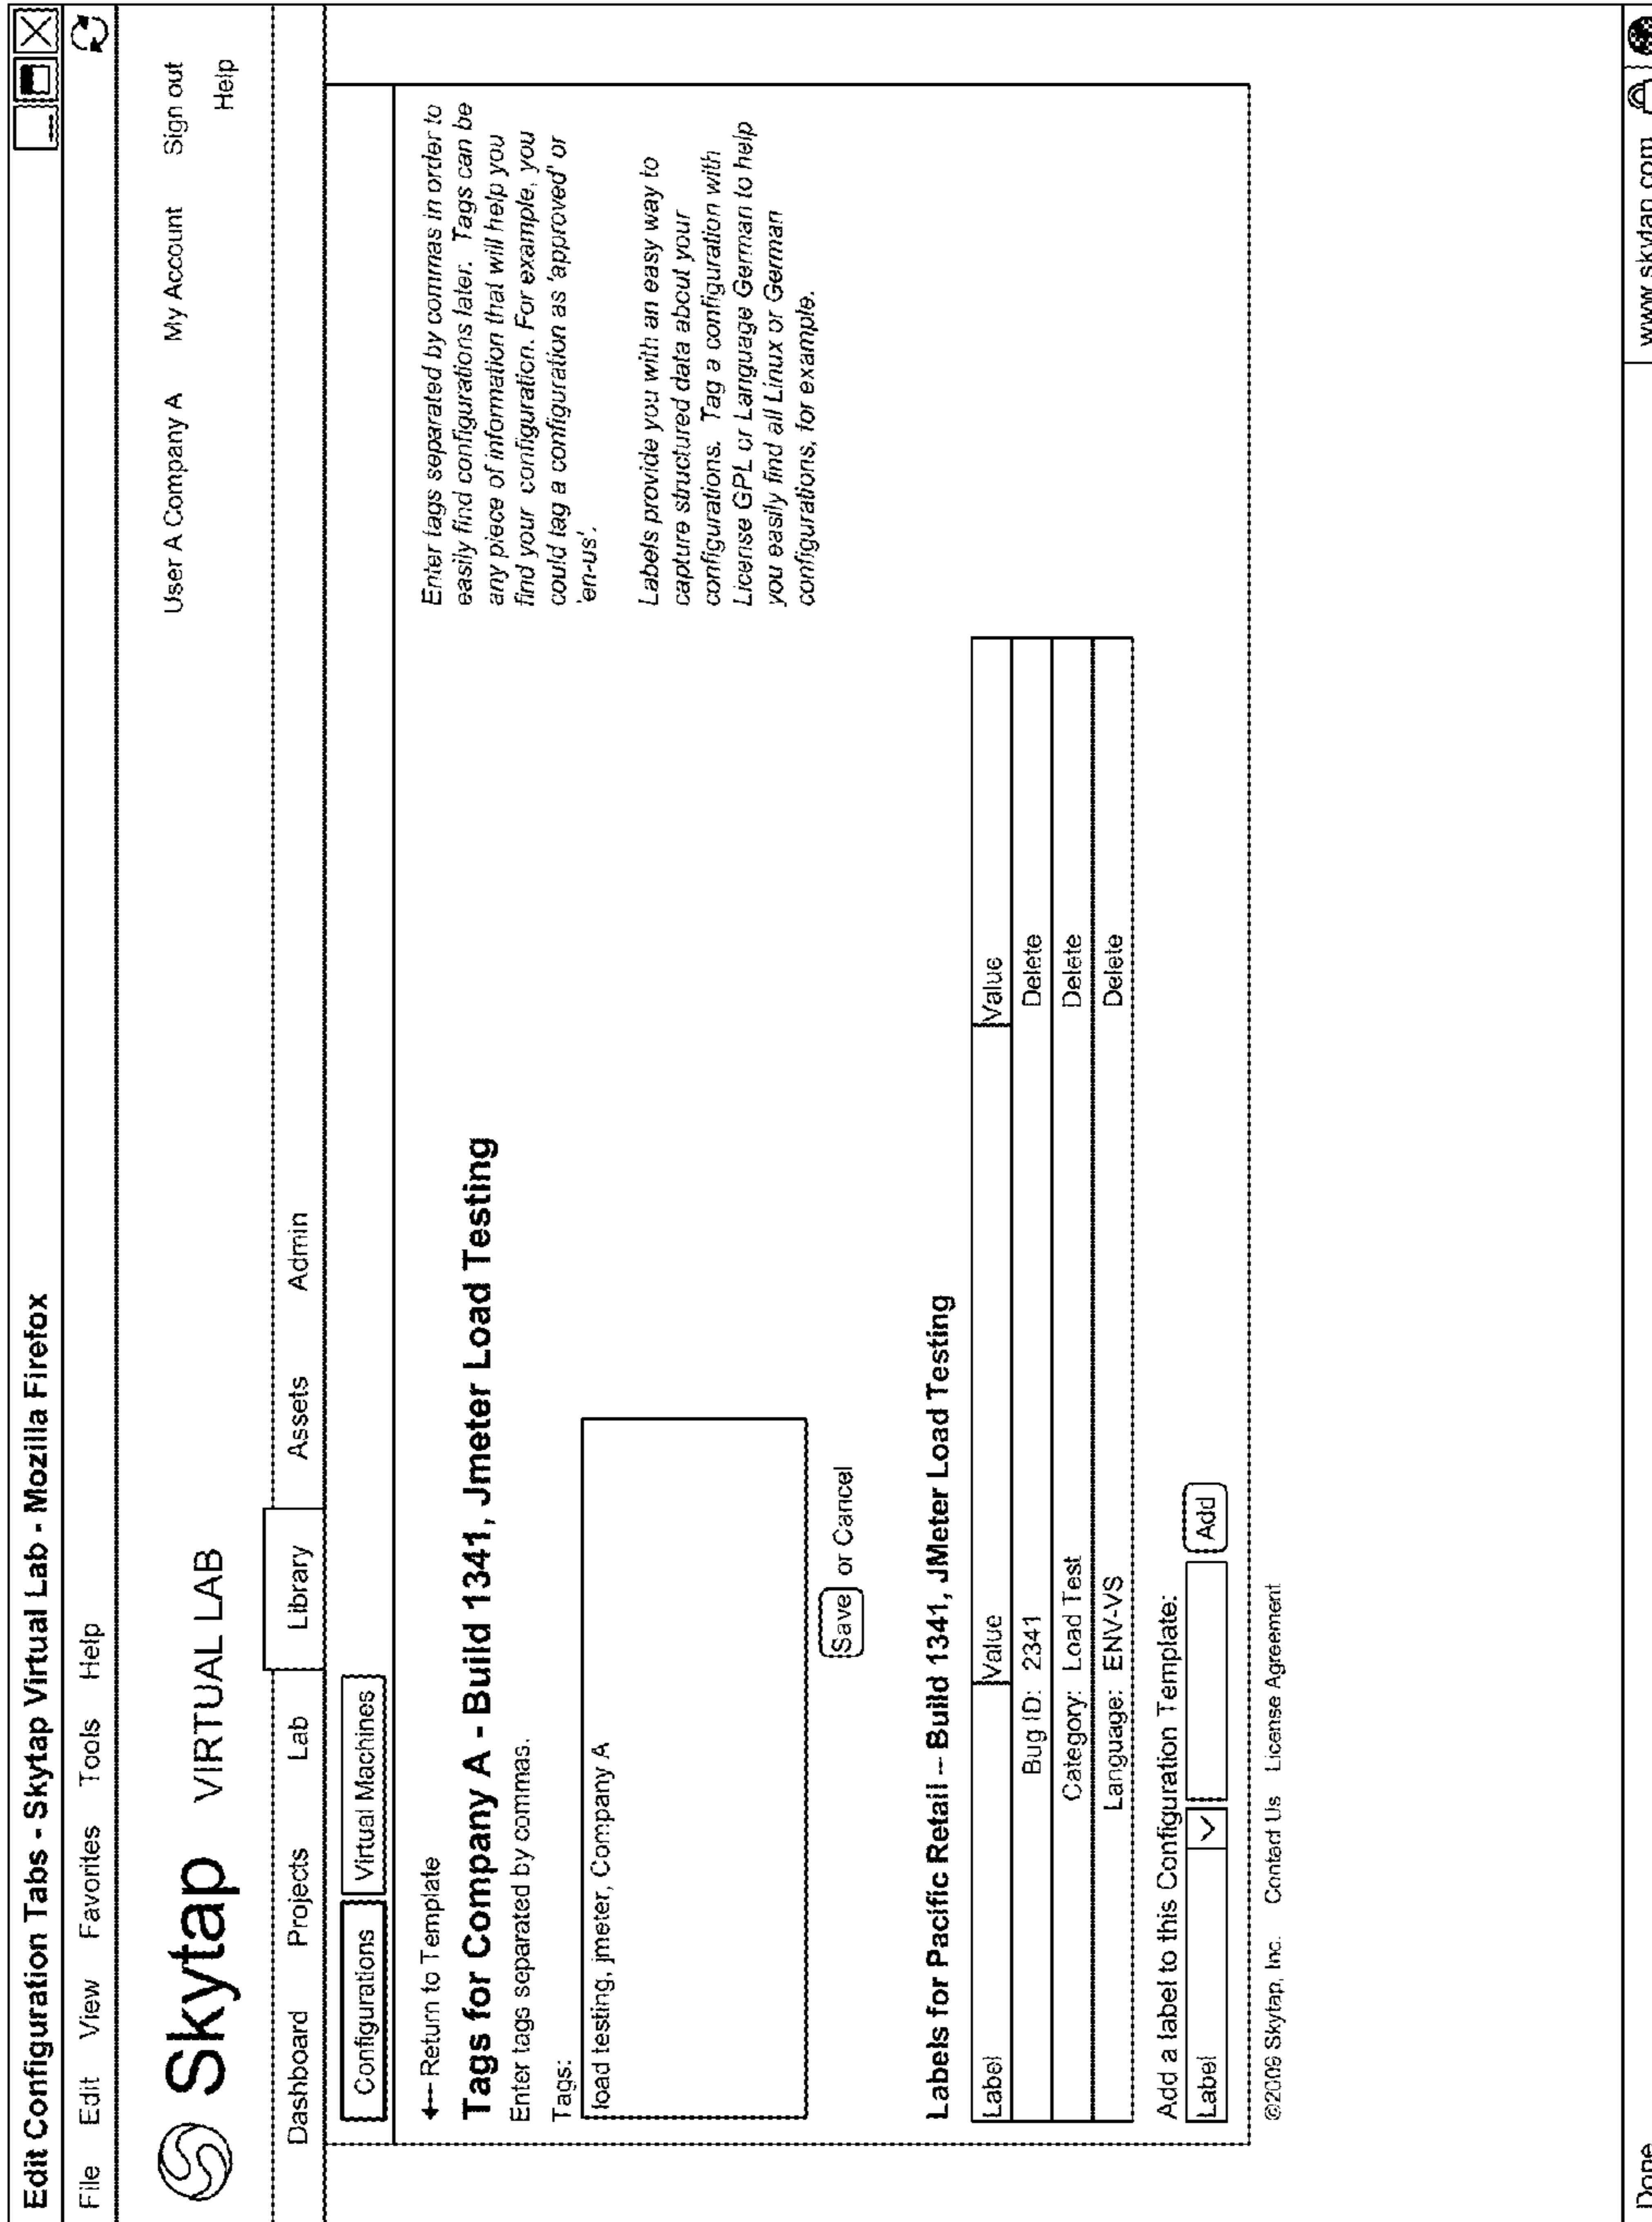 Edit Configuration Tabs - Skytap Virtual Lab - Mozilla Firefox
File Edit View Favorites Tools Help
Skytap VIRTUAL LAB
User A Company A My Account Sign out
Help
Dashboard Projects Lab Library Assets Admin
Configurations Virtual Machines
Return to Template
Tags for Company A - Build 1341, Jmeter Load Testing
Enter tags separated by commas.
Tags:
load testing, jmeter, Company A
Save or Cancel
Enter tags separated by commas in order to
easily find configurations later. Tags can be
any piece of information that will help you
find your configuration. For example, you
could tag a configuration as 'approved' or
'en-us'.
Labels provide you with an easy way to
capture structured data about your
configurations. Tag a configuration with
License GPL or Language German to help
you easily find all Linux or German
configurations, for example.
Labels for Pacific Retail -- Build 1341, JMeter Load Testing
Label Value Value
Bug ID: 2341 Delete
Category: Load Test Delete
Language: ENV-VS Delete
Add a label to this Configuration Template:
Label Add
Skytap, Inc. Contact Us License Agreement
Done www.skytap.com